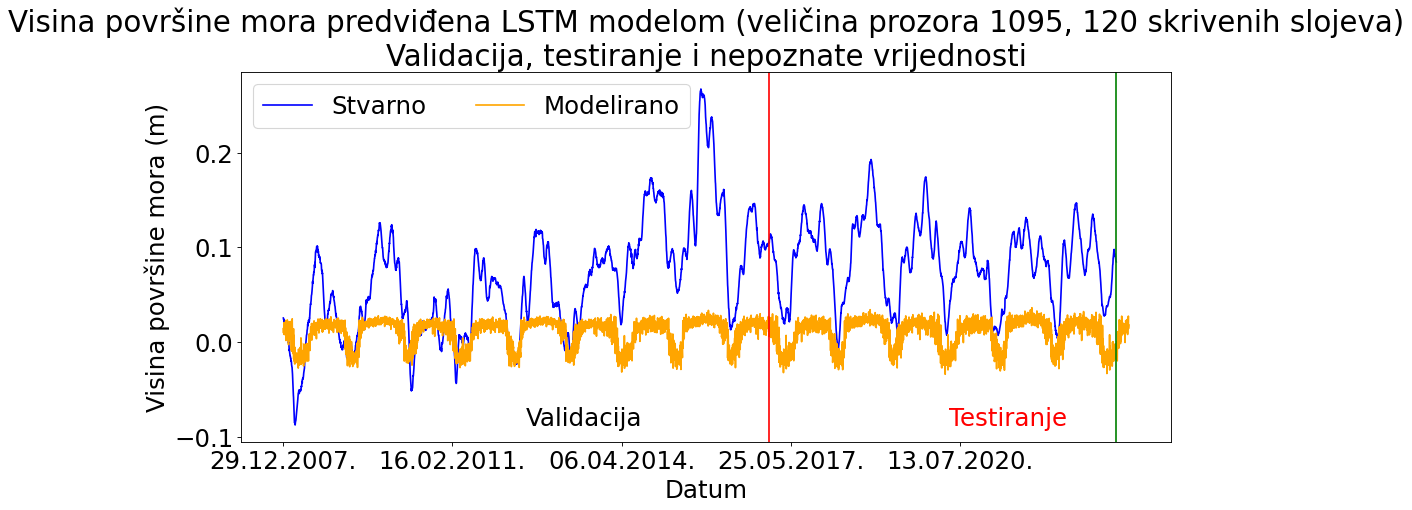 Visina površine mora predviđena LSTM modelom (veličina prozora 1095, 120 skrivenih slojeva)
Validacija, testiranje i nepoznate vrijednosti
Stvarno
Modelirano
Visina površine mora (m)
0.2
0.1
0.0
−0.1
Validacija
Testiranje
29.12.2007.
16.02.2011.
06.04.2014.
25.05.2017.
13.07.2020.
Datum